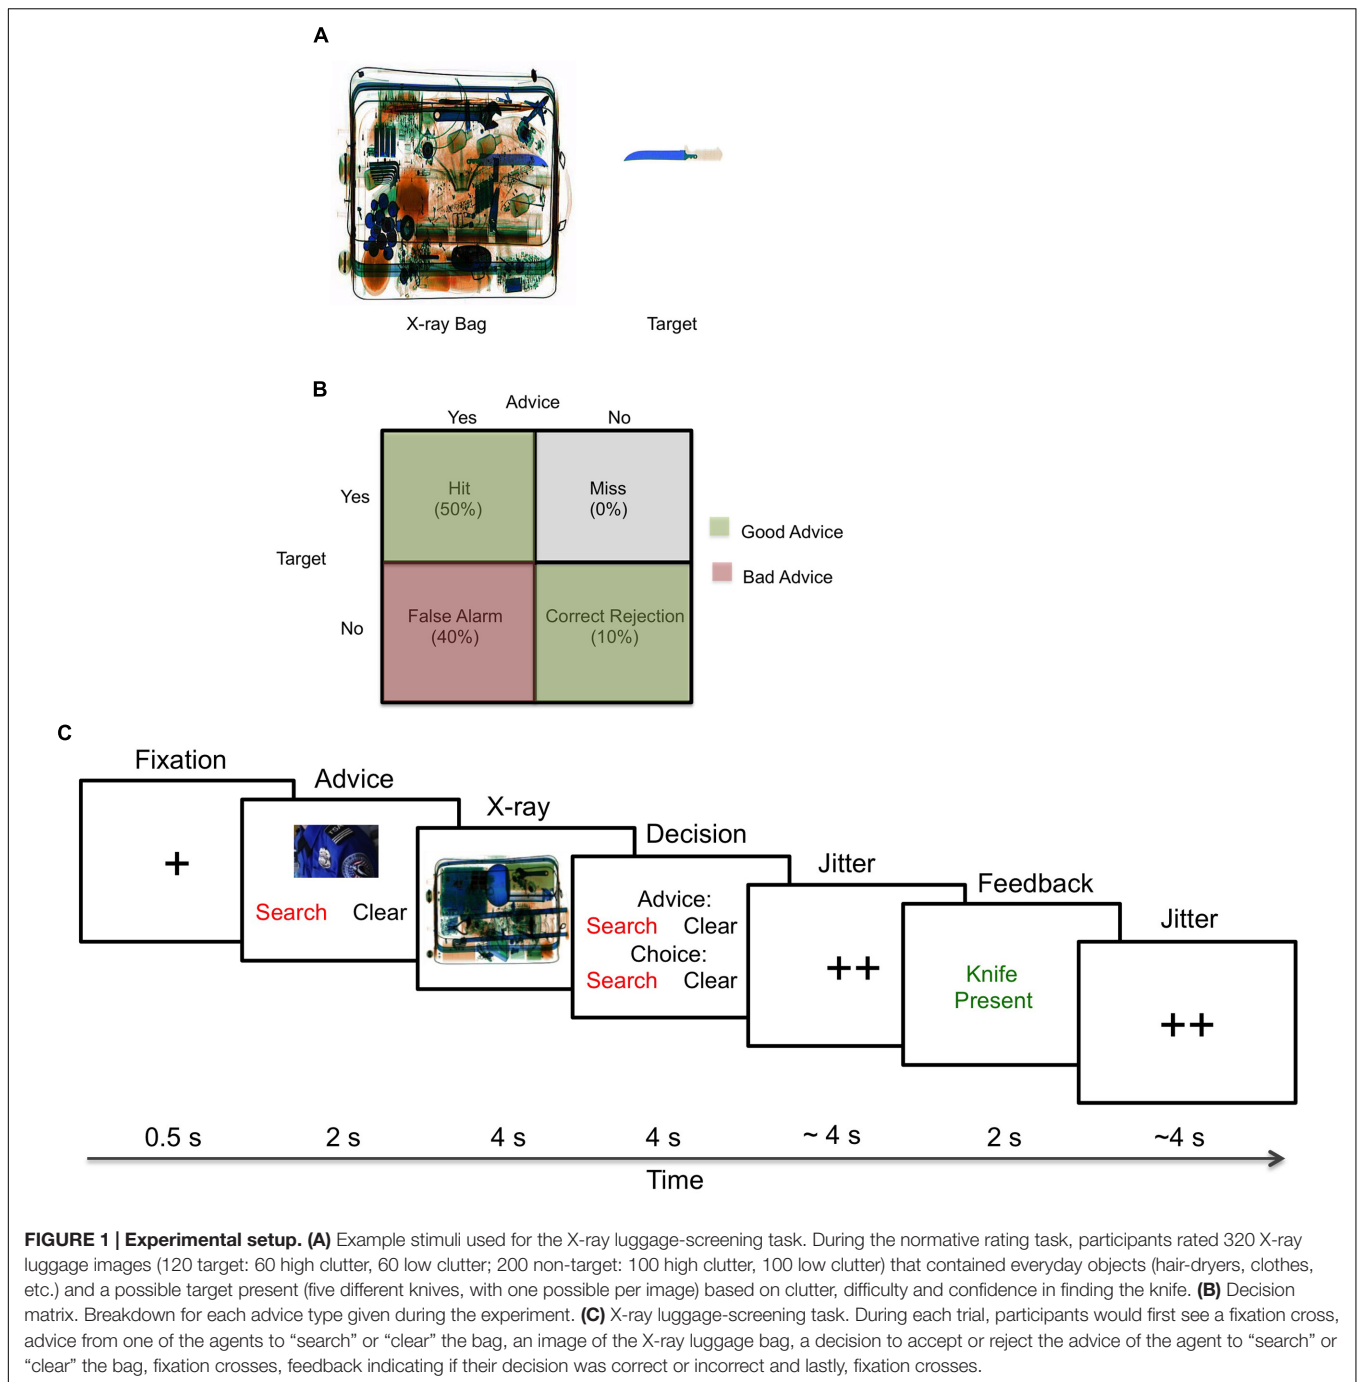 A
X-ray Bag
Target
B
Advice
Yes
No
Yes
Hit
(50%)
Miss
(0%)
Target
Good Advice
Bad Advice
No
False Alarm
(40%)
Correct Rejection
(10%)
C
Fixation
+
Advice
Search Clear
X-ray
Decision
Advice:
Search Clear
Choice:
Search Clear
Jitter
++
Feedback
Knife
Present
Jitter
++
0.5 s 2 s 4 s 4 s ~ 4 s 2 s ~4 s
Time
FIGURE 1 | Experimental setup. (A) Example stimuli used for the X-ray luggage-screening task. During the normative rating task, participants rated 320 X-ray
luggage images (120 target: 60 high clutter, 60 low clutter; 200 non-target: 100 high clutter, 100 low clutter) that contained everyday objects (hair-dryers, clothes,
etc.) and a possible target present (five different knives, with one possible per image) based on clutter, difficulty and confidence in finding the knife. (B) Decision
matrix. Breakdown for each advice type given during the experiment. (C) X-ray luggage-screening task. During each trial, participants would first see a fixation cross,
advice from one of the agents to “search” or “clear” the bag, an image of the X-ray luggage bag, a decision to accept or reject the advice of the agent to “search” or
“clear” the bag, fixation crosses, feedback indicating if their decision was correct or incorrect and lastly, fixation crosses.